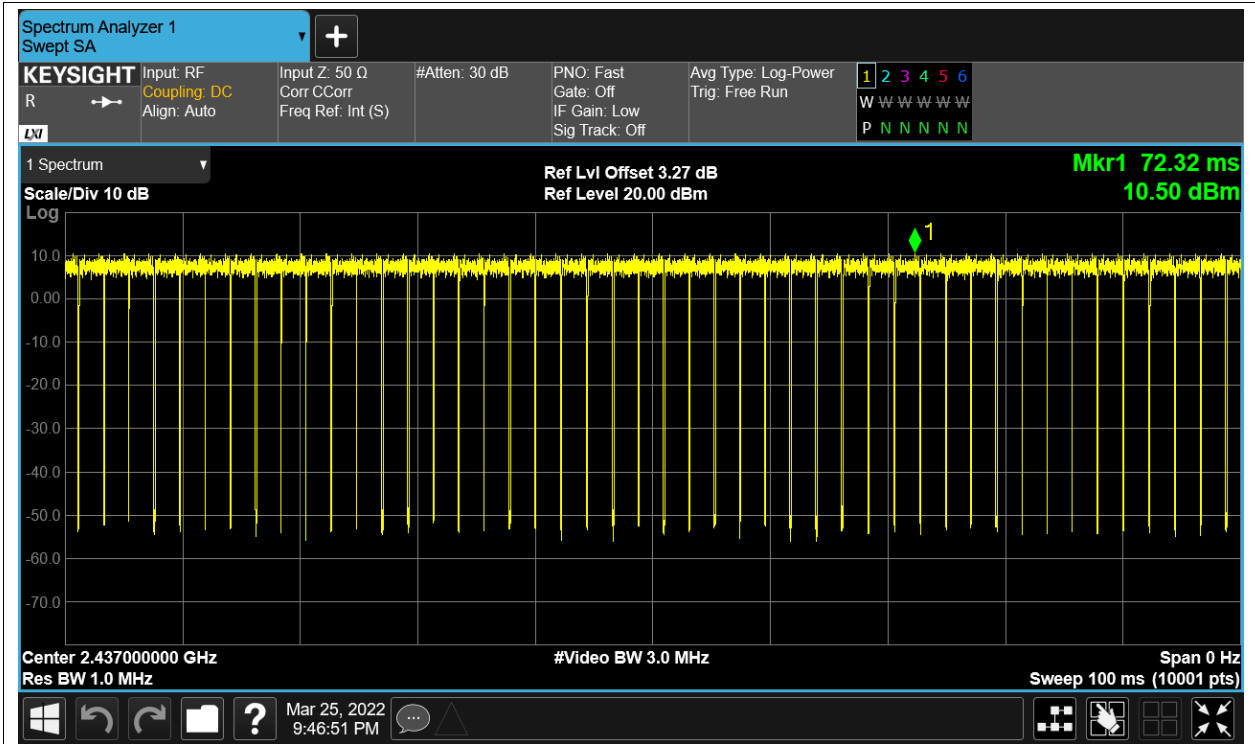 Spectrum Analyzer 1
Swept SA
+
KEYSIGHT
R
LXI
Input: RF
Coupling: DC
Align: Auto
Input Z: 50 Ω
Corr CCorr
Freq Ref: Int (S)
#Atten: 30 dB
PNO: Fast
Gate: Off
IF Gain: Low
Sig Track: Off
Avg Type: Log-Power
Trig: Free Run
1 2 3 4 5 6
W W W W W W
P N N N N N
1 Spectrum
Scale/Div 10 dB
Log
Ref Lvl Offset 3.27 dB
Ref Level 20.00 dBm
Mkr1 72.32 ms
10.50 dBm
1
10.0
0.00
-10.0
-20.0
-30.0
-40.0
-50.0
-60.0
-70.0
Center 2.437000000 GHz
Res BW 1.0 MHz
#Video BW 3.0 MHz
Span 0 Hz
Sweep 100 ms (10001 pts)
?
Mar 25, 2022
9:46:51 PM